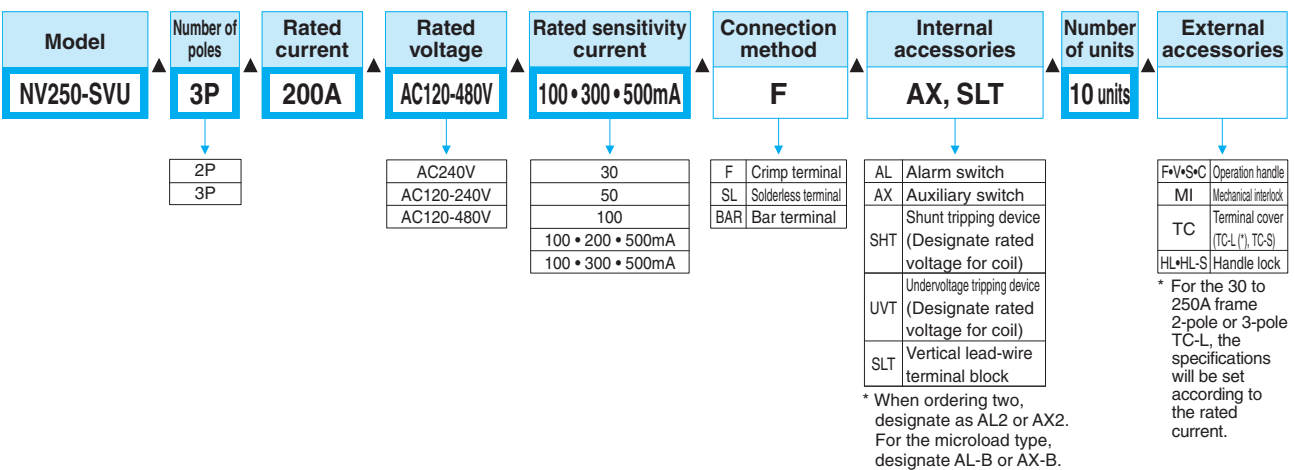 Model
NV250-SVU
Number of
poles
3P
Rated
current
200A
Rated
voltage
AC120-480V
Rated sensitivity
current
100 • 300 • 500mA
Connection
method
F
Internal
accessories
AX, SLT
Number
of units
10 units
External
accessories
2P
3P
AC240V
AC120-240V
AC120-480V
30
50
100
100 • 200 • 500mA
100 • 300 • 500mA
F Crimp terminal
SL Solderless terminal
BAR Bar terminal
AL Alarm switch
AX Auxiliary switch
SHT Shunt tripping device
(Designate rated
voltage for coil)
UVT Undervoltage tripping device
(Designate rated
voltage for coil)
SLT Vertical lead-wire
terminal block
* When ordering two,
designate as AL2 or AX2.
For the microload type,
designate AL-B or AX-B.
F•V•S•C Operation handle
MI Mechanical interlock
TC Terminal cover
(TC-L (*), TC-S)
HL•HL-S Handle lock
* For the 30 to
250A frame
2-pole or 3-pole
TC-L, the
specifications
will be set
according to
the rated
current.